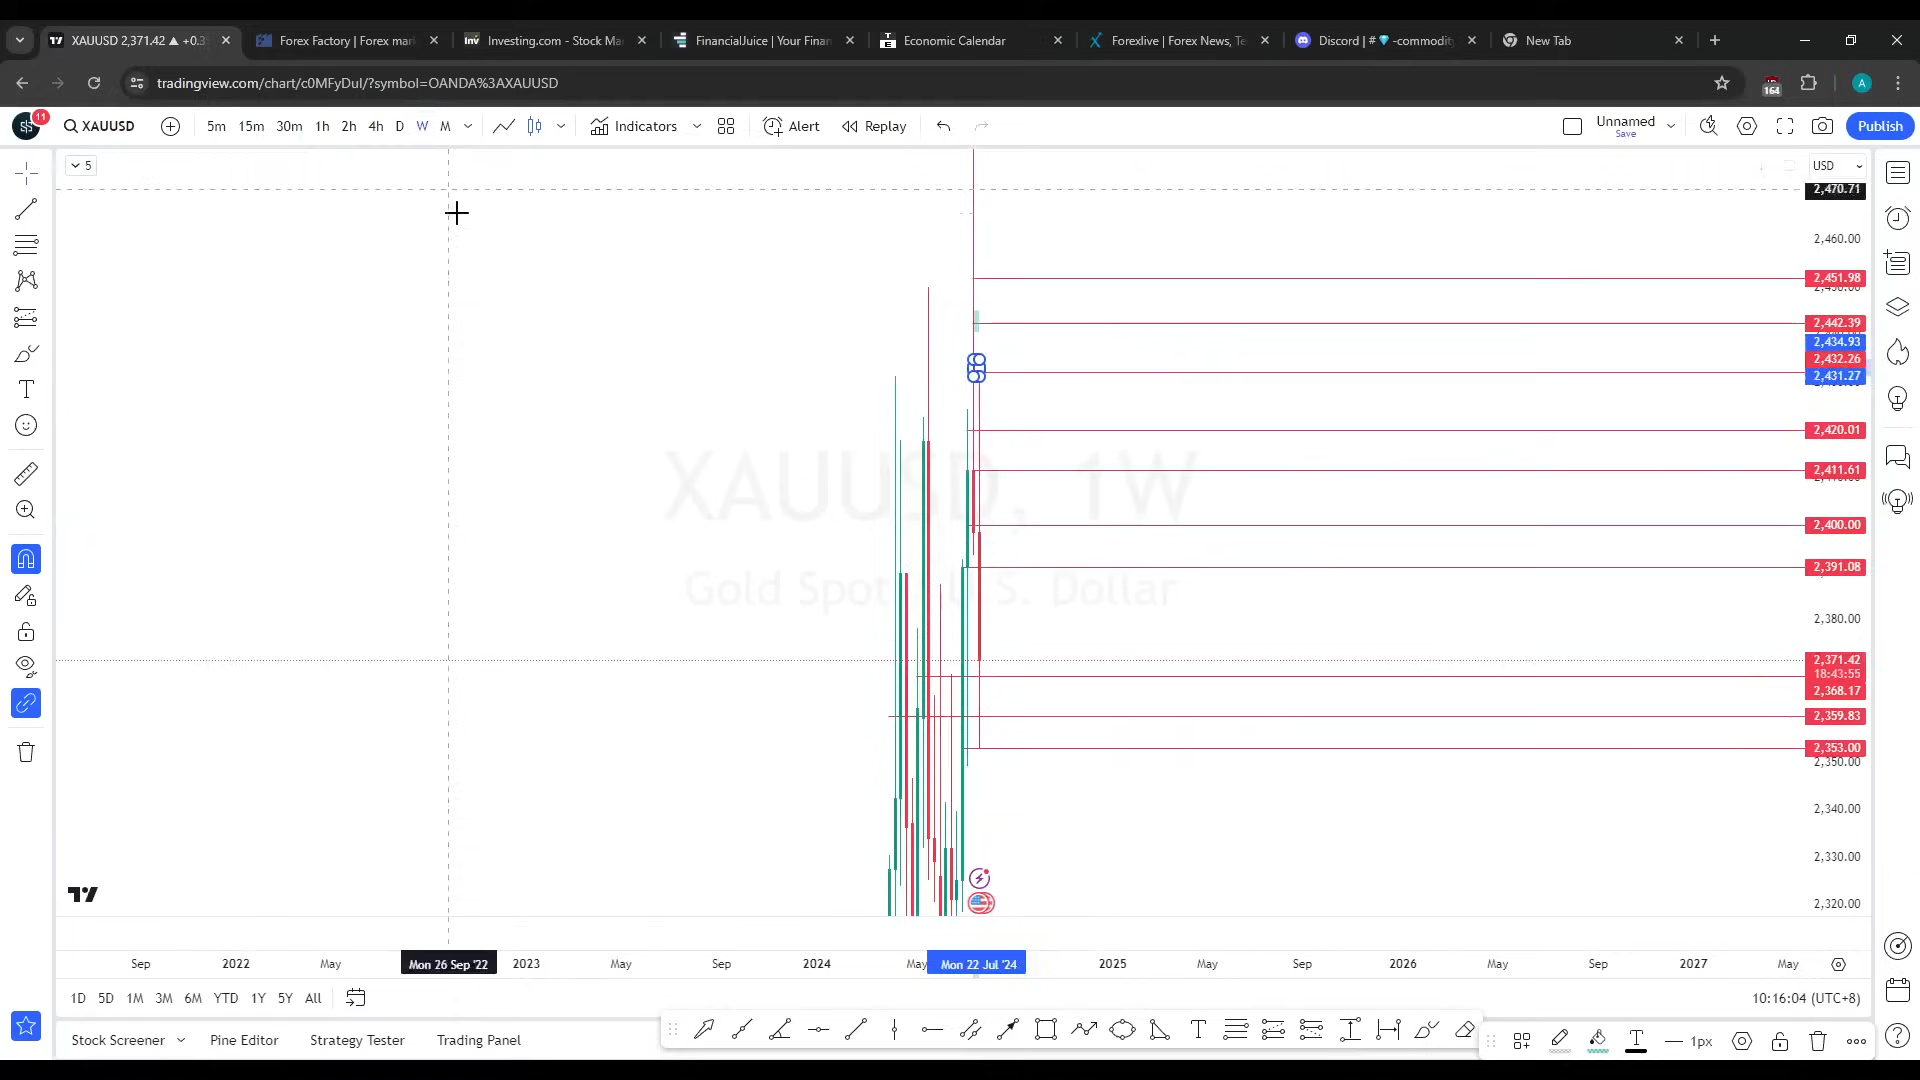 XAUUSD 2,371.42 ▲ +0.3
Forex Factory | Forex mar
Investing.com - Stock Ma
FinancialJuice | Your Finan
Economic Calendar
Forexlive | Forex News, Te
Discord | #💎-commodit
New Tab
tradingview.com/chart/c0MFyDul/?symbol=OANDA%3AXAUUSD
164
A
11
XAUUSD
5m 15m 30m 1h 2h 4h D W M
Indicators
Alert
Replay
Unnamed
Save
Publish
5
USD
2,470.71
2,460.00
2,451.98
2,442.39
2,434.93
2,432.26
2,431.27
2,420.01
2,411.61
2,400.00
2,391.08
2,380.00
2,371.42
18:43:55
2,368.17
2,359.83
2,353.00
2,350.00
2,340.00
2,330.00
2,320.00
XAUUSD, 1W
Gold Spot / U.S. Dollar
Sep 2022 May Mon 26 Sep '22 2023 May Sep 2024 May Mon 22 Jul '24 2025 May Sep 2026 May Sep 2027 May
1D 5D 1M 3M 6M YTD 1Y 5Y All
10:16:04 (UTC+8)
Stock Screener
Pine Editor
Strategy Tester
Trading Panel
1px